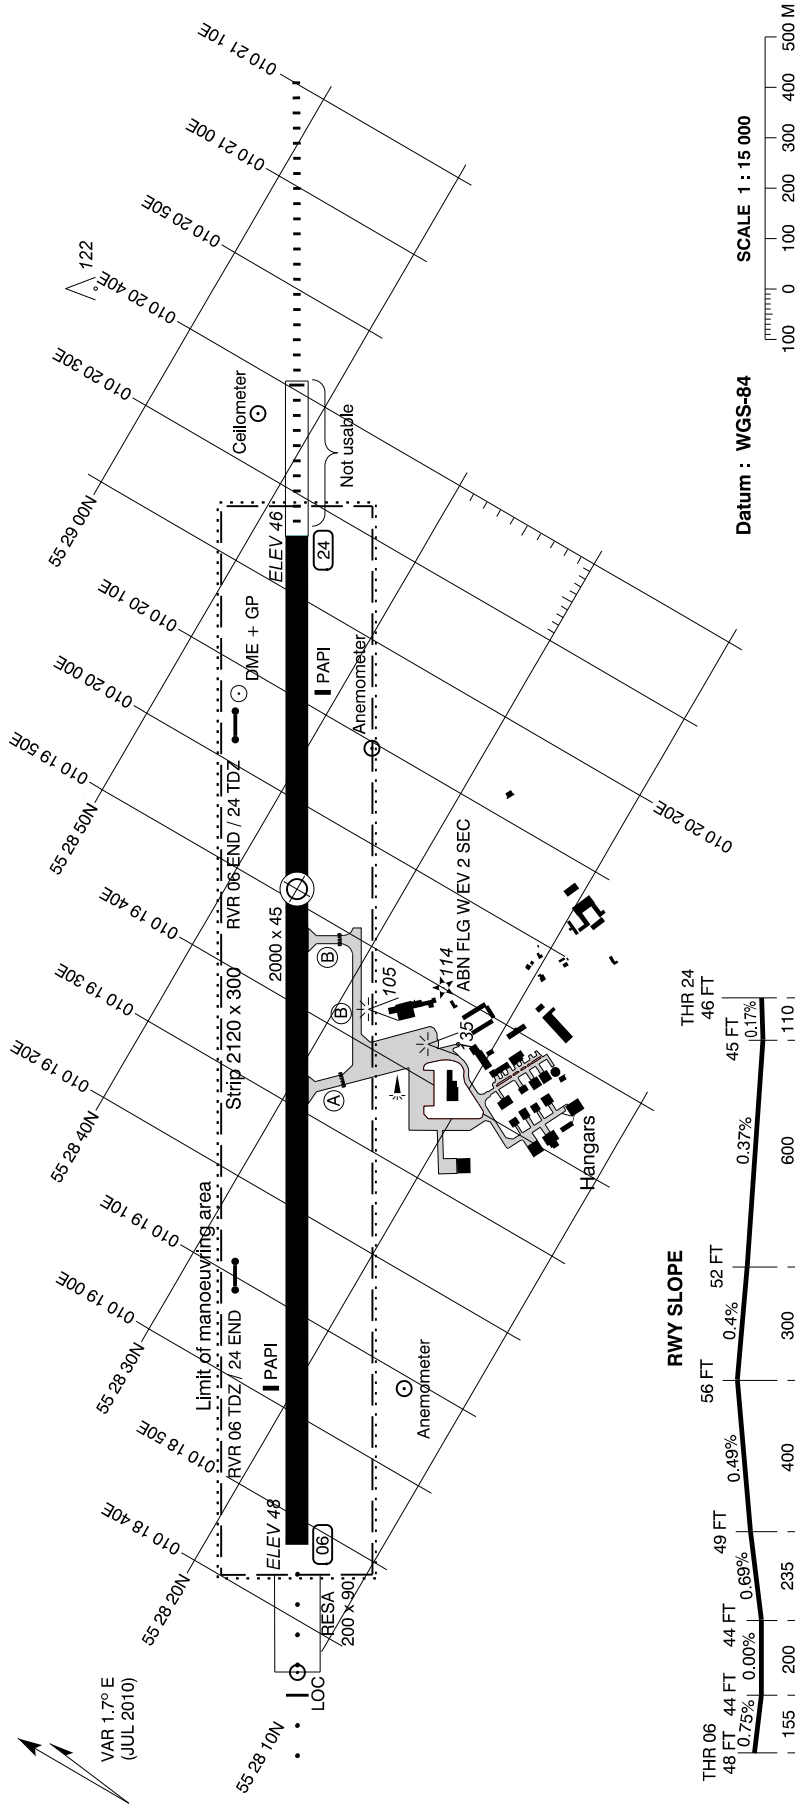 010 21 10E
010 21 00E
010 20 50E
122
010 20 40E
010 20 30E
Ceilometer
Not usable
55 29 00N
ELEV 46
24
010 20 10E
DME + GP
PAPI
010 20 00E
Anemometer
010 19 50E
RVR 06 END / 24 TDZ
55 28 50N
010 20 20E
010 19 40E
2000 x 45
ABN FLG W/EV 2 SEC
B
114
105
B
010 19 30E
Strip 2120 x 300
135
010 19 20E
A
55 28 40N
Hangars
010 19 10E
Limit of manoeuvring area
010 19 00E
RVR 06 TDZ / 24 END
PAPI
55 28 30N
Anemometer
010 18 50E
ELEV 48
06
010 18 40E
55 28 20N
RESA
200 x 90
LOC
55 28 10N
VAR 1.7° E
(JUL 2010)
SCALE 1 : 15 000
100 0 100 200 300 400 500 M
Datum : WGS-84
RWY SLOPE
THR 06
48 FT
44 FT
44 FT
49 FT
56 FT
52 FT
45 FT
THR 24
46 FT
0.75%
0.00%
0.69%
0.49%
0.4%
0.37%
0.17%
155
200
235
400
300
600
110